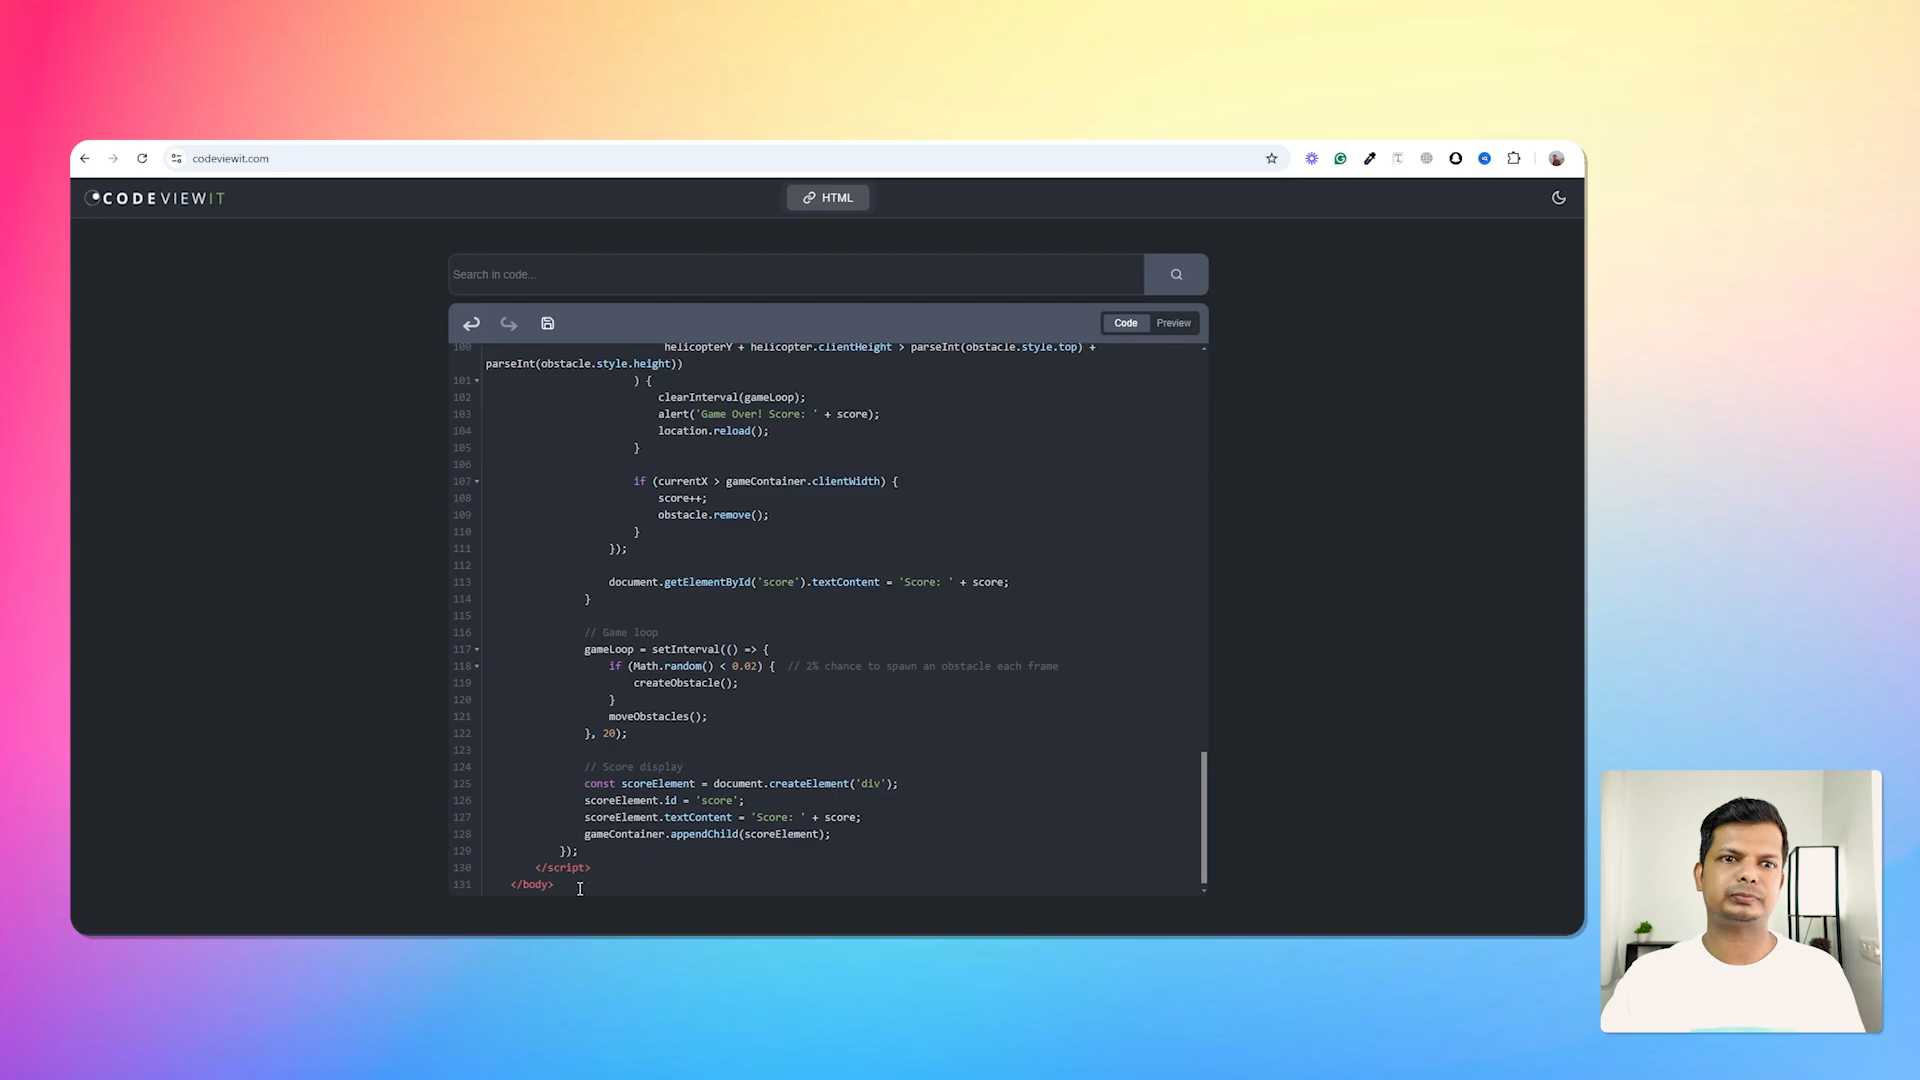 codeviewit.com
CODEVIEWIT
HTML
Search in code...
Code
Preview
100 helicopterY + helicopter.clientHeight > parseInt(obstacle.style.top) +
parseInt(obstacle.style.height))
101 ) {
102 clearInterval(gameLoop);
103 alert('Game Over! Score: ' + score);
104 location.reload();
105 }
106
107 if (currentX > gameContainer.clientWidth) {
108 score++;
109 obstacle.remove();
110 }
111 });
112
113 document.getElementById('score').textContent = 'Score: ' + score;
114 }
115
116 // Game loop
117 gameLoop = setInterval(() => {
118 if (Math.random() < 0.02) { // 2% chance to spawn an obstacle each frame
119 createObstacle();
120 }
121 moveObstacles();
122 }, 20);
123
124 // Score display
125 const scoreElement = document.createElement('div');
126 scoreElement.id = 'score';
127 scoreElement.textContent = 'Score: ' + score;
128 gameContainer.appendChild(scoreElement);
129 });
130 </script>
131 </body>